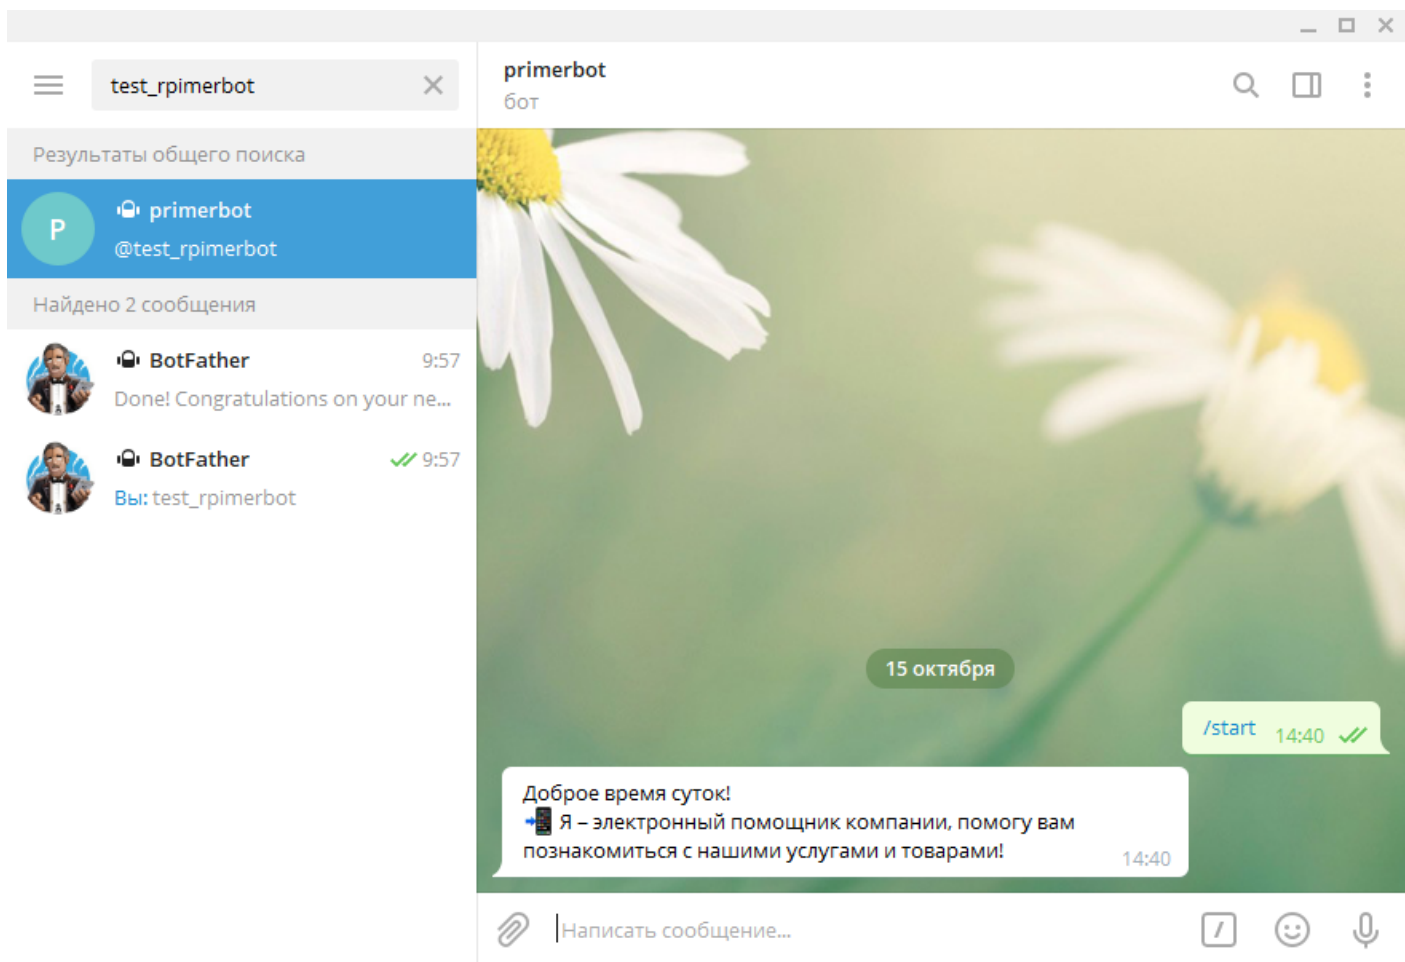 test_rpimerbot
Результаты общего поиска
P
primerbot
@test_rpimerbot
Найдено 2 сообщения
BotFather 9:57
Done! Congratulations on your ne...
BotFather 9:57
Вы: test_rpimerbot
primerbot
бот
15 октября
/start 14:40
Доброе время суток!
Я – электронный помощник компании, помогу вам
познакомиться с нашими услугами и товарами! 14:40
Написать сообщение...